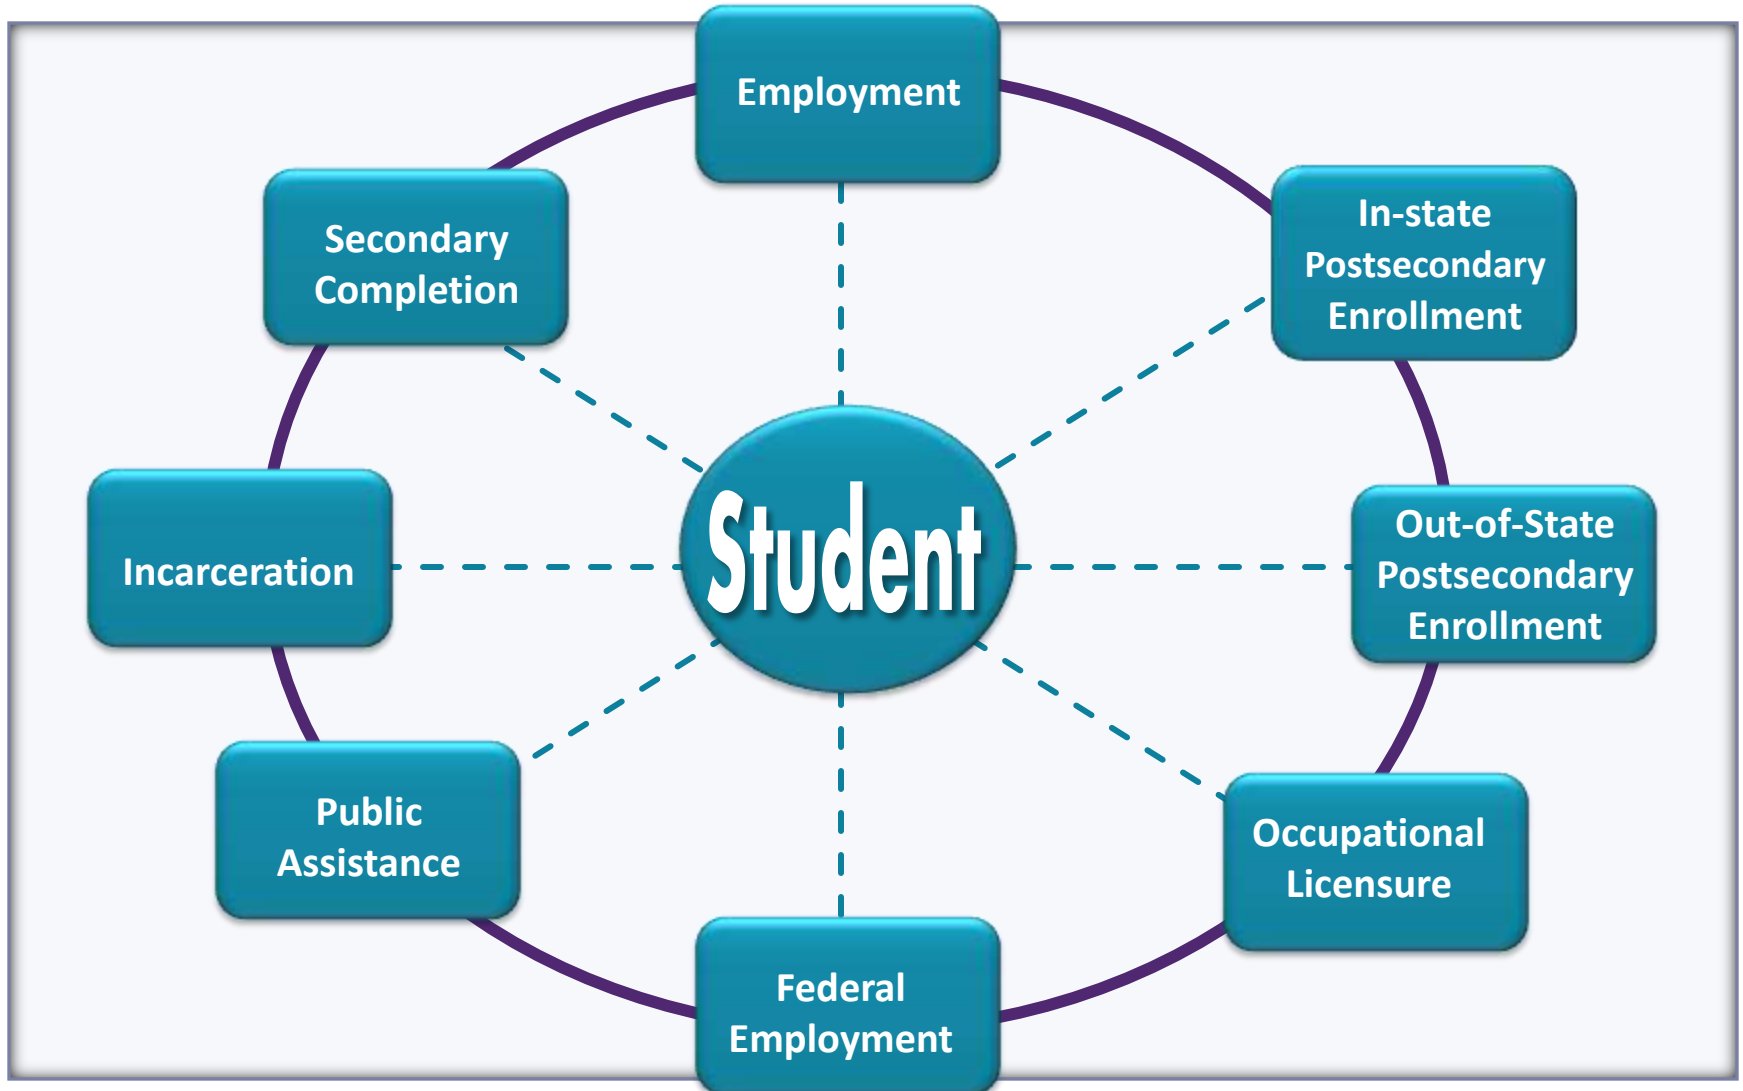 Employment
In-state
Postsecondary
Enrollment
Secondary
Completion
Student
Out-of-State
Postsecondary
Enrollment
Incarceration
Public
Assistance
Occupational
Licensure
Federal
Employment